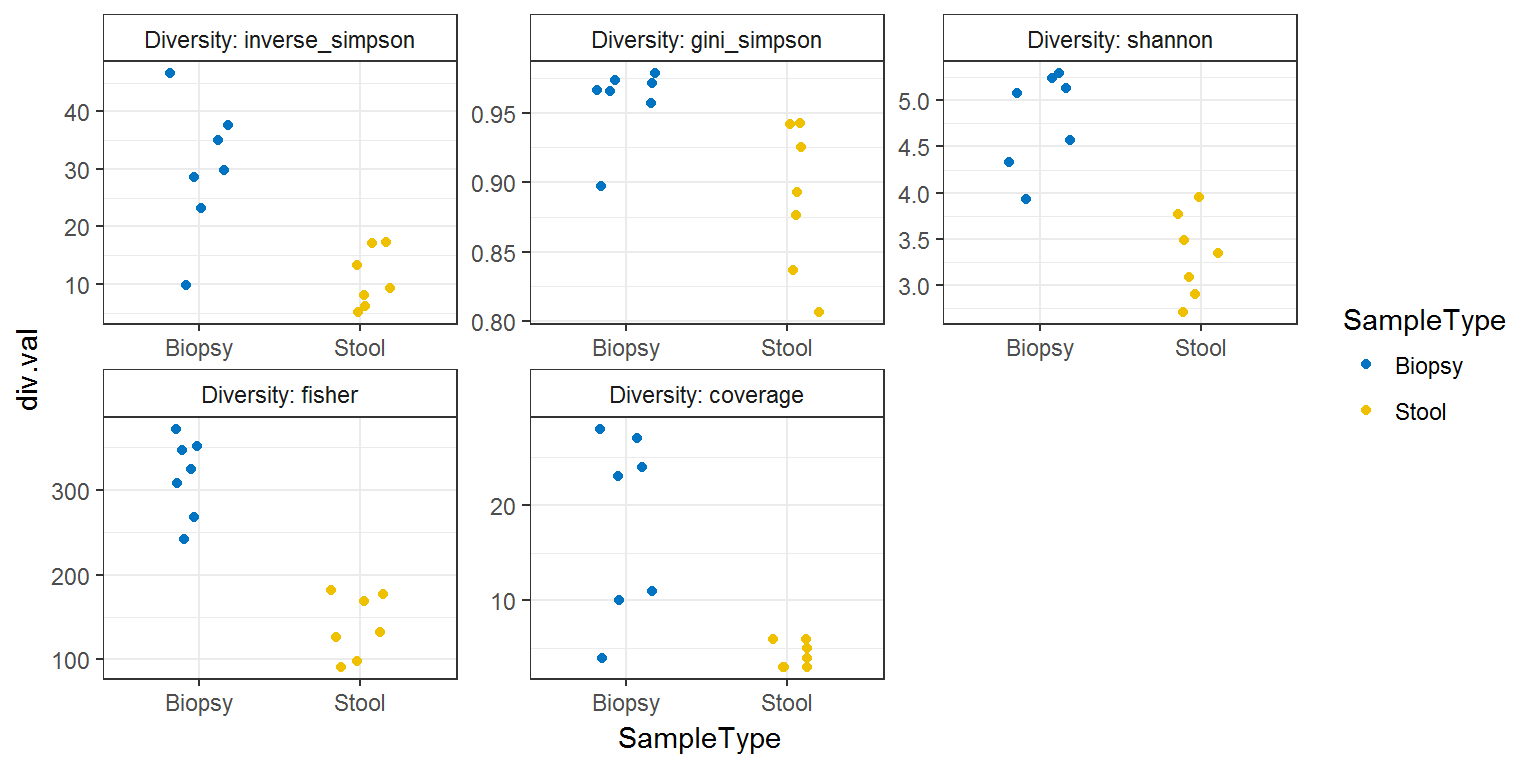 Diversity: inverse_simpson
Diversity: gini_simpson
Diversity: shannon
40
30
20
10
0.95
0.90
0.85
0.80
5.0
4.5
4.0
3.5
3.0
Biopsy Stool
Biopsy Stool
Biopsy Stool
Diversity: fisher
Diversity: coverage
300
200
100
20
10
Biopsy Stool
Biopsy Stool
div.val
SampleType
SampleType
Biopsy
Stool